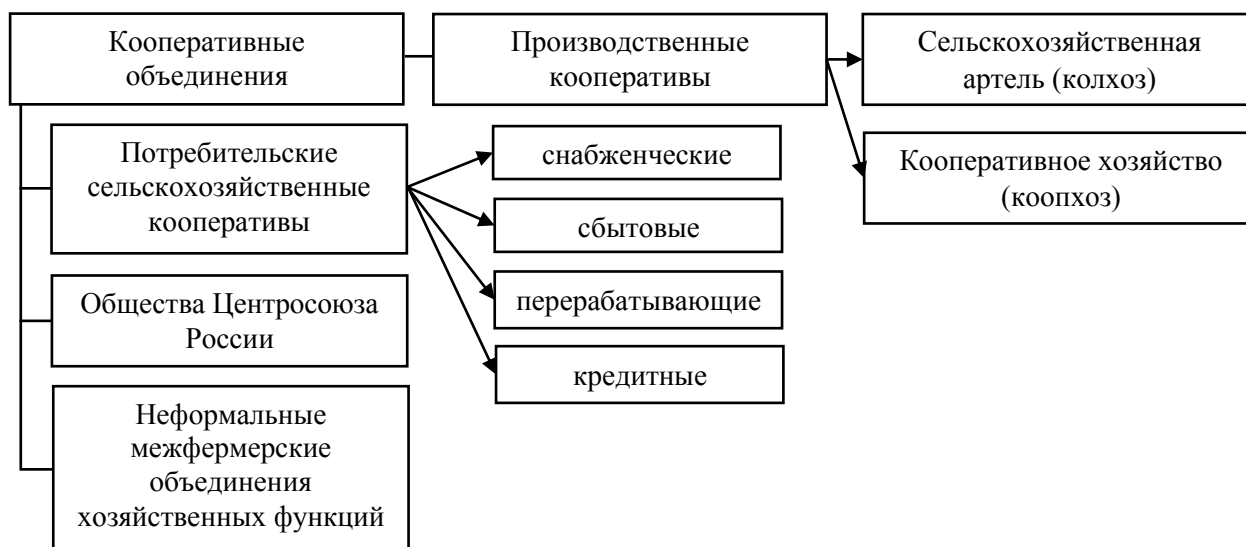 Кооперативные
объединения
Производственные
кооперативы
Сельскохозяйственная
артель (колхоз)
Кооперативное хозяйство
(коопхоз)
Потребительские
сельскохозяйственные
кооперативы
снабженческие
сбытовые
перерабатывающие
кредитные
Общества Центросоюза
России
Неформальные
межфермерские
объединения
хозяйственных функций